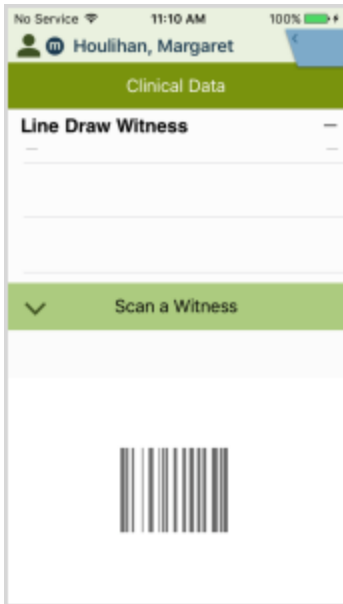 No Service 11:10 AM 100%
m Houlihan, Margaret
Clinical Data
Line Draw Witness —
— —
Scan a Witness